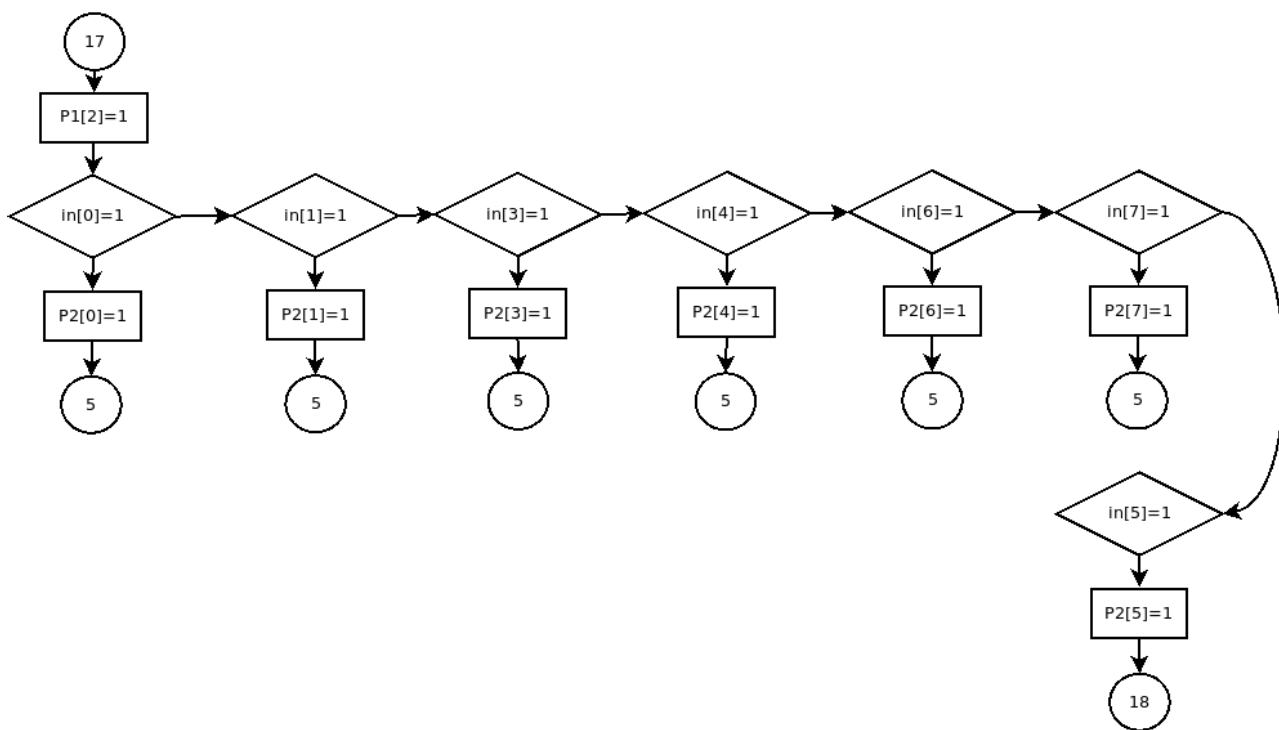 17
P1[2]=1
in[0]=1
in[1]=1
in[3]=1
in[4]=1
in[6]=1
in[7]=1
P2[0]=1
P2[1]=1
P2[3]=1
P2[4]=1
P2[6]=1
P2[7]=1
5
5
5
5
5
5
in[5]=1
P2[5]=1
18